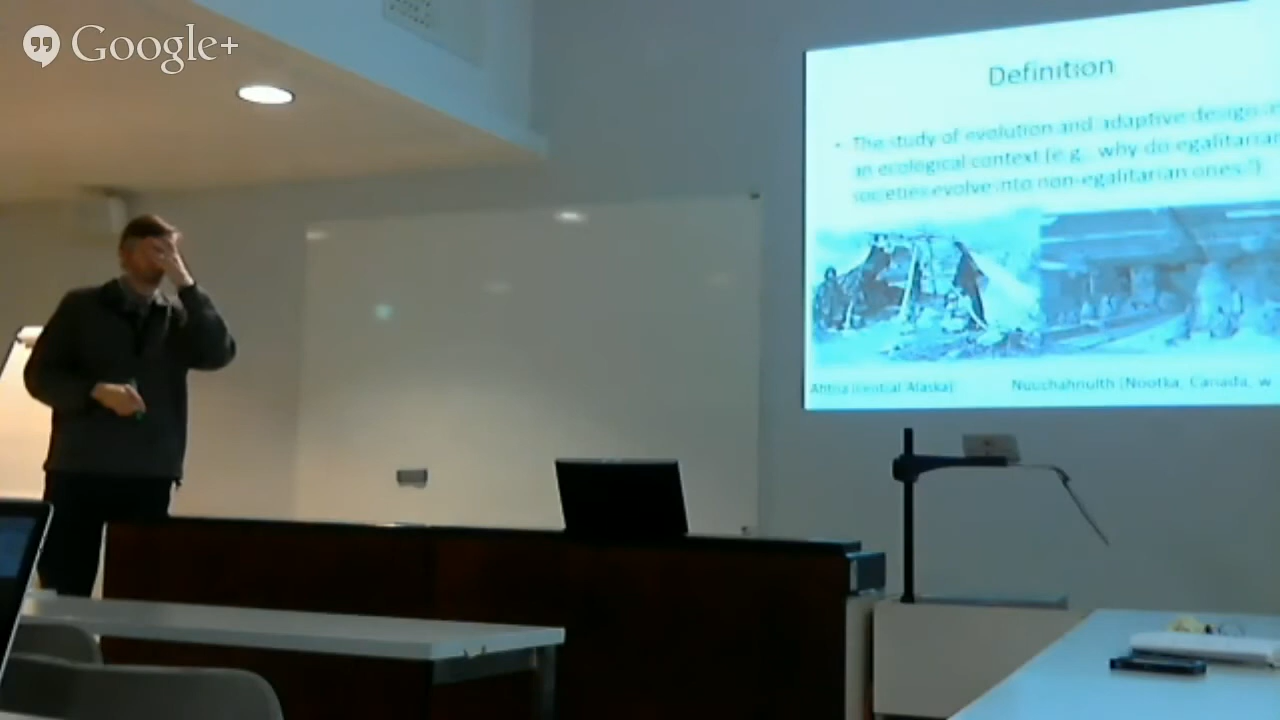 Google+
Definition
• The study of evolution and adaptive design in
an ecological context (e.g., why do egalitarian
societies evolve into non-egalitarian ones?)
Ahtna (central Alaska)
Nuuchahnulth (Nootka, Canada, w